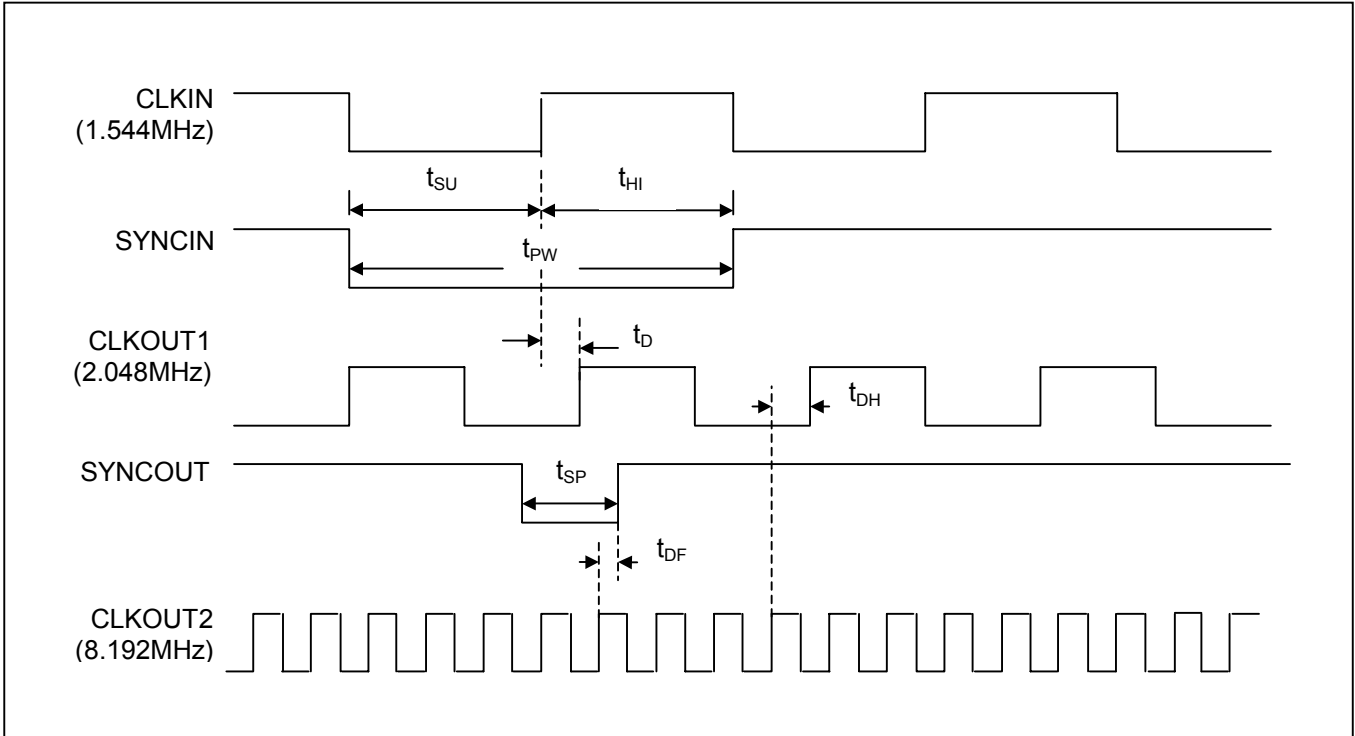 CLKIN
(1.544MHz)
tSU
tHI
SYNCIN
tPW
CLKOUT1
(2.048MHz)
tD
tDH
SYNCOUT
tSP
tDF
CLKOUT2
(8.192MHz)